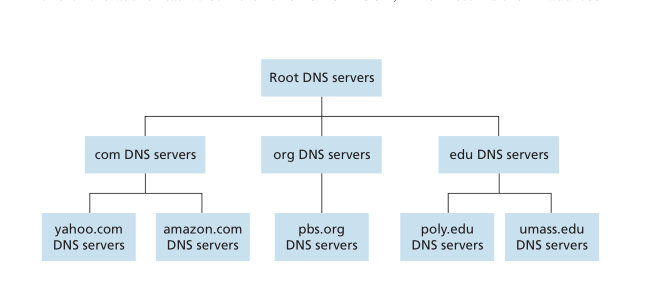 Root DNS servers
com DNS servers
org DNS servers
edu DNS servers
yahoo.com
DNS servers
amazon.com
DNS servers
pbs.org
DNS servers
poly.edu
DNS servers
umass.edu
DNS servers